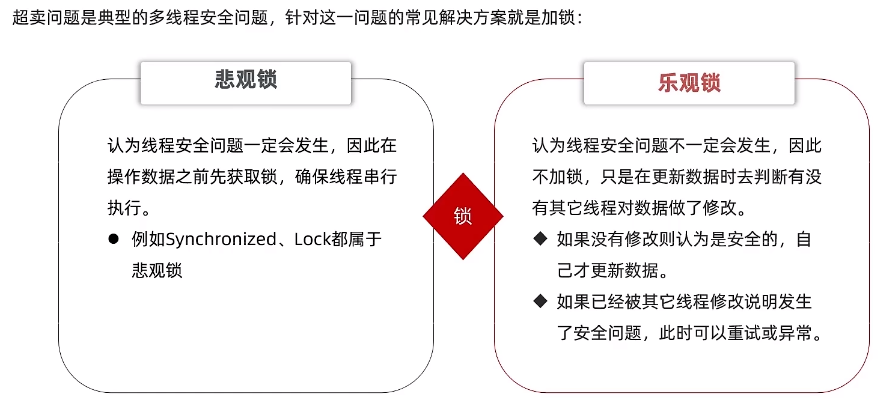 超卖问题是典型的多线程安全问题，针对这一问题的常见解决方案就是加锁：
悲观锁
认为线程安全问题一定会发生，因此在
操作数据之前先获取锁，确保线程串行
执行。
● 例如Synchronized、Lock都属于
悲观锁
锁
乐观锁
认为线程安全问题不一定会发生，因此
不加锁，只是在更新数据时去判断有没
有其它线程对数据做了修改。
◆ 如果没有修改则认为是安全的，自
己才更新数据。
◆ 如果已经被其它线程修改说明发生
了安全问题，此时可以重试或异常。